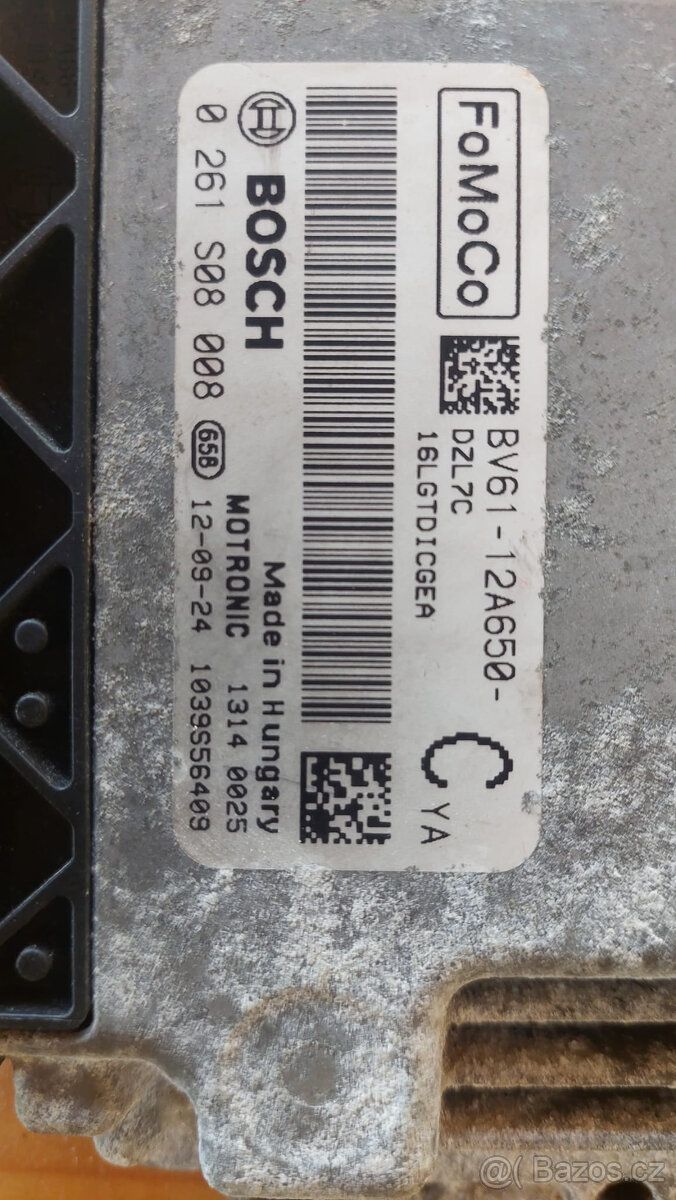 FoMoCo
BV61-12A650-
DZL7C
16LGTDICGEA
C
YA
BOSCH
Made in Hungary
0 261 S08 008
65B
MOTRONIC 1314 0025
12-09-24 1039S56409
@( Bazos.cz